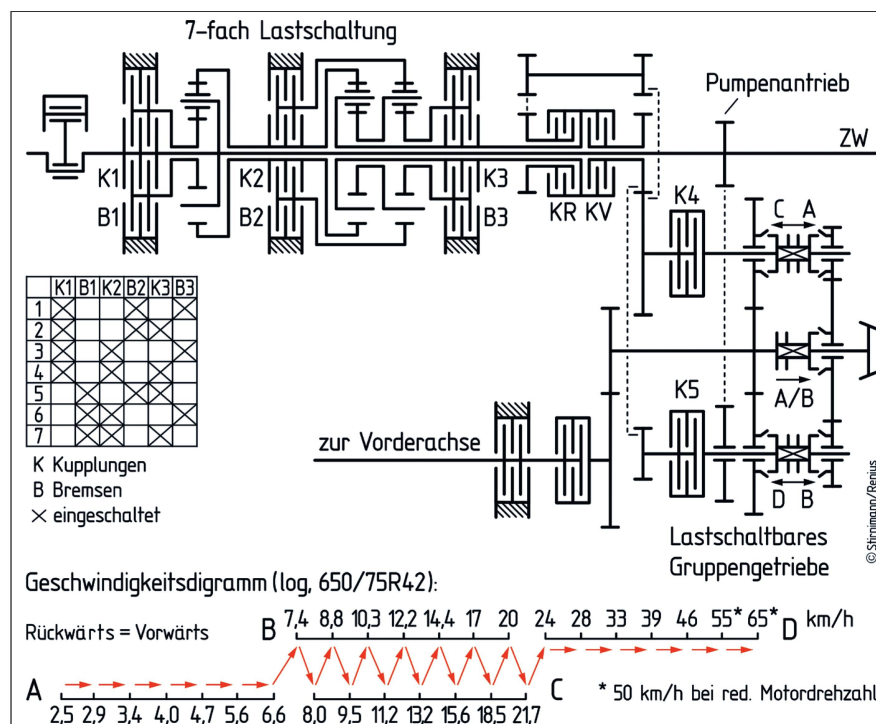 7-fach Lastschaltung
Pumpenantrieb
ZW
K1
K2
K3
B1
B2
B3
KR KV
K4
C A
K1 B1 K2 B2 K3 B3
1
2
3
4
5
6
7
K Kupplungen
B Bremsen
× eingeschaltet
K5
A/B
zur Vorderachse
D B
Lastschaltbares
Gruppengetriebe
© Stirnimann/Renius
Geschwindigkeitsdigramm (log, 650/75R42):
Rückwärts = Vorwärts
B 7,4 8,8 10,3 12,2 14,4 17 20
24 28 33 39 46 55* 65* D km/h
A 2,5 2,9 3,4 4,0 4,7 5,6 6,6
8,0 9,5 11,2 13,2 15,6 18,5 21,7 C
* 50 km/h bei red. Motordrehzahl